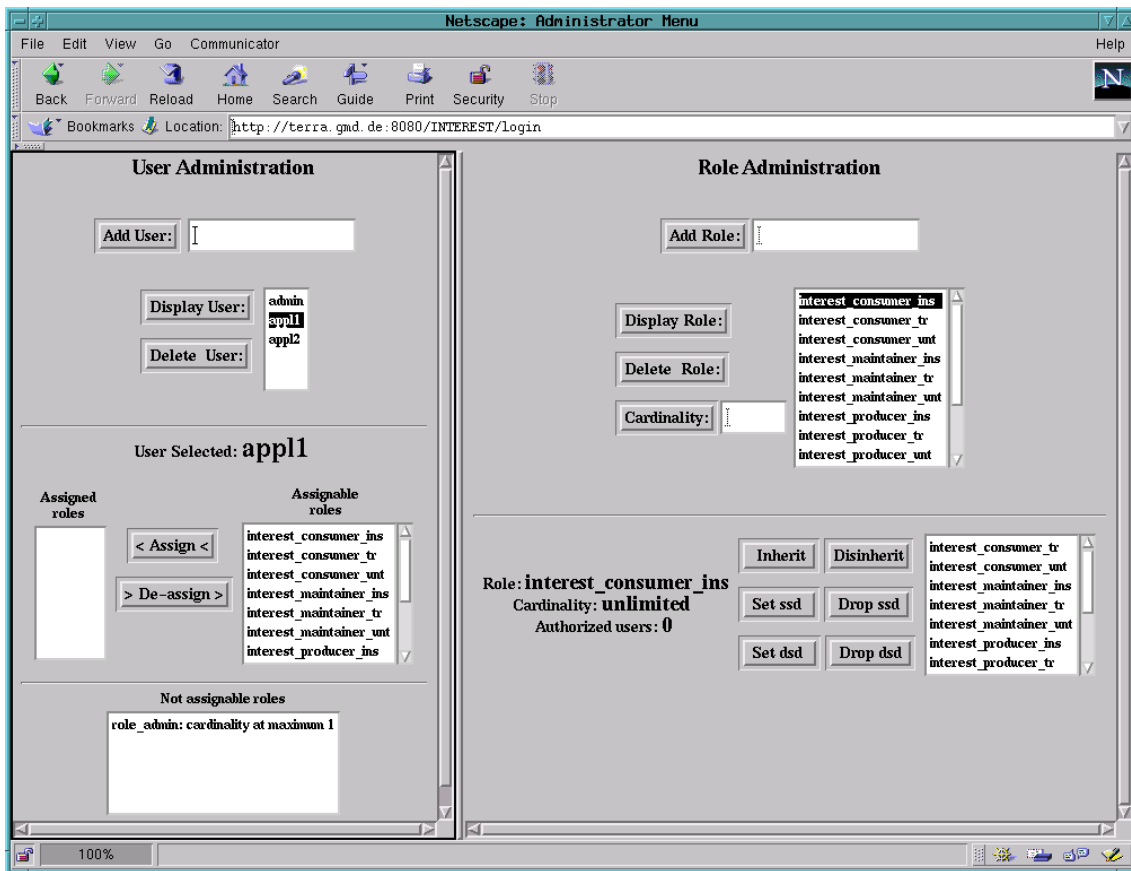 Netscape: Administrator Menu
File Edit View Go Communicator Help
Back Forward Reload Home Search Guide Print Security Stop
N
Bookmarks Location: http://terra.gmd.de:8080/INTEREST/login
User Administration
Add User:
Display User:
Delete User:
admin
appl1
appl2
User Selected: appl1
Assigned
roles
< Assign <
> De-assign >
Assignable
roles
interest_consumer_ins
interest_consumer_tr
interest_consumer_unt
interest_maintainer_ins
interest_maintainer_tr
interest_maintainer_unt
interest_producer_ins
Not assignable roles
role_admin: cardinality at maximum 1
Role Administration
Add Role:
Display Role:
Delete Role:
Cardinality:
interest_consumer_ins
interest_consumer_tr
interest_consumer_unt
interest_maintainer_ins
interest_maintainer_tr
interest_maintainer_unt
interest_producer_ins
interest_producer_tr
interest_producer_unt
Role: interest_consumer_ins
Cardinality: unlimited
Authorized users: 0
Inherit Disinherit
Set ssd Drop ssd
Set dsd Drop dsd
interest_consumer_tr
interest_consumer_unt
interest_maintainer_ins
interest_maintainer_tr
interest_maintainer_unt
interest_producer_ins
interest_producer_tr
100%